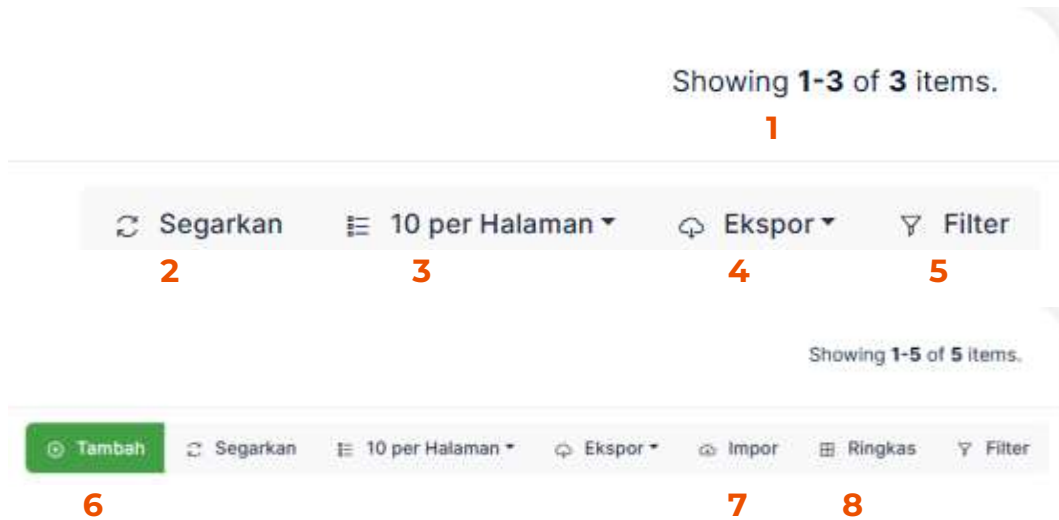 Showing 1-3 of 3 items.
1
Segarkan 10 per Halaman Ekspor Filter
2 3 4 5
Showing 1-5 of 5 items.
Tambah Segarkan 10 per Halaman Ekspor Impor Ringkas Filter
6 7 8